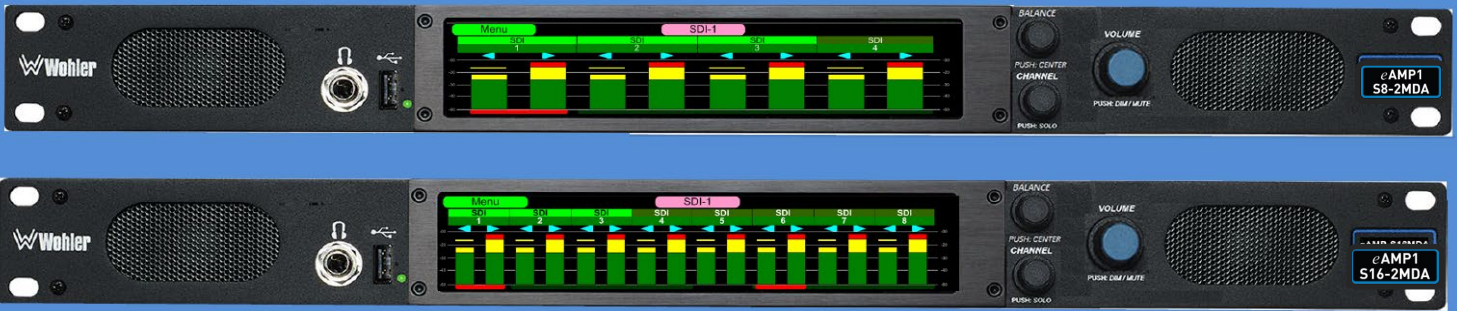 BALANCE
Menu SDI-1
VOLUME
SDI SDI SDI SDI
1 2 3 4
Wohler
PUSH: CENTER
CHANNEL
eAMP1
S8-2MDA
PUSH: DIM / MUTE
PUSH: SOLO
BALANCE
Menu SDI-1
VOLUME
SDI SDI SDI SDI SDI SDI SDI SDI
1 2 3 4 5 6 7 8
Wohler
PUSH: CENTER
CHANNEL
eAMP1
S16-2MDA
PUSH: DIM / MUTE
PUSH: SOLO